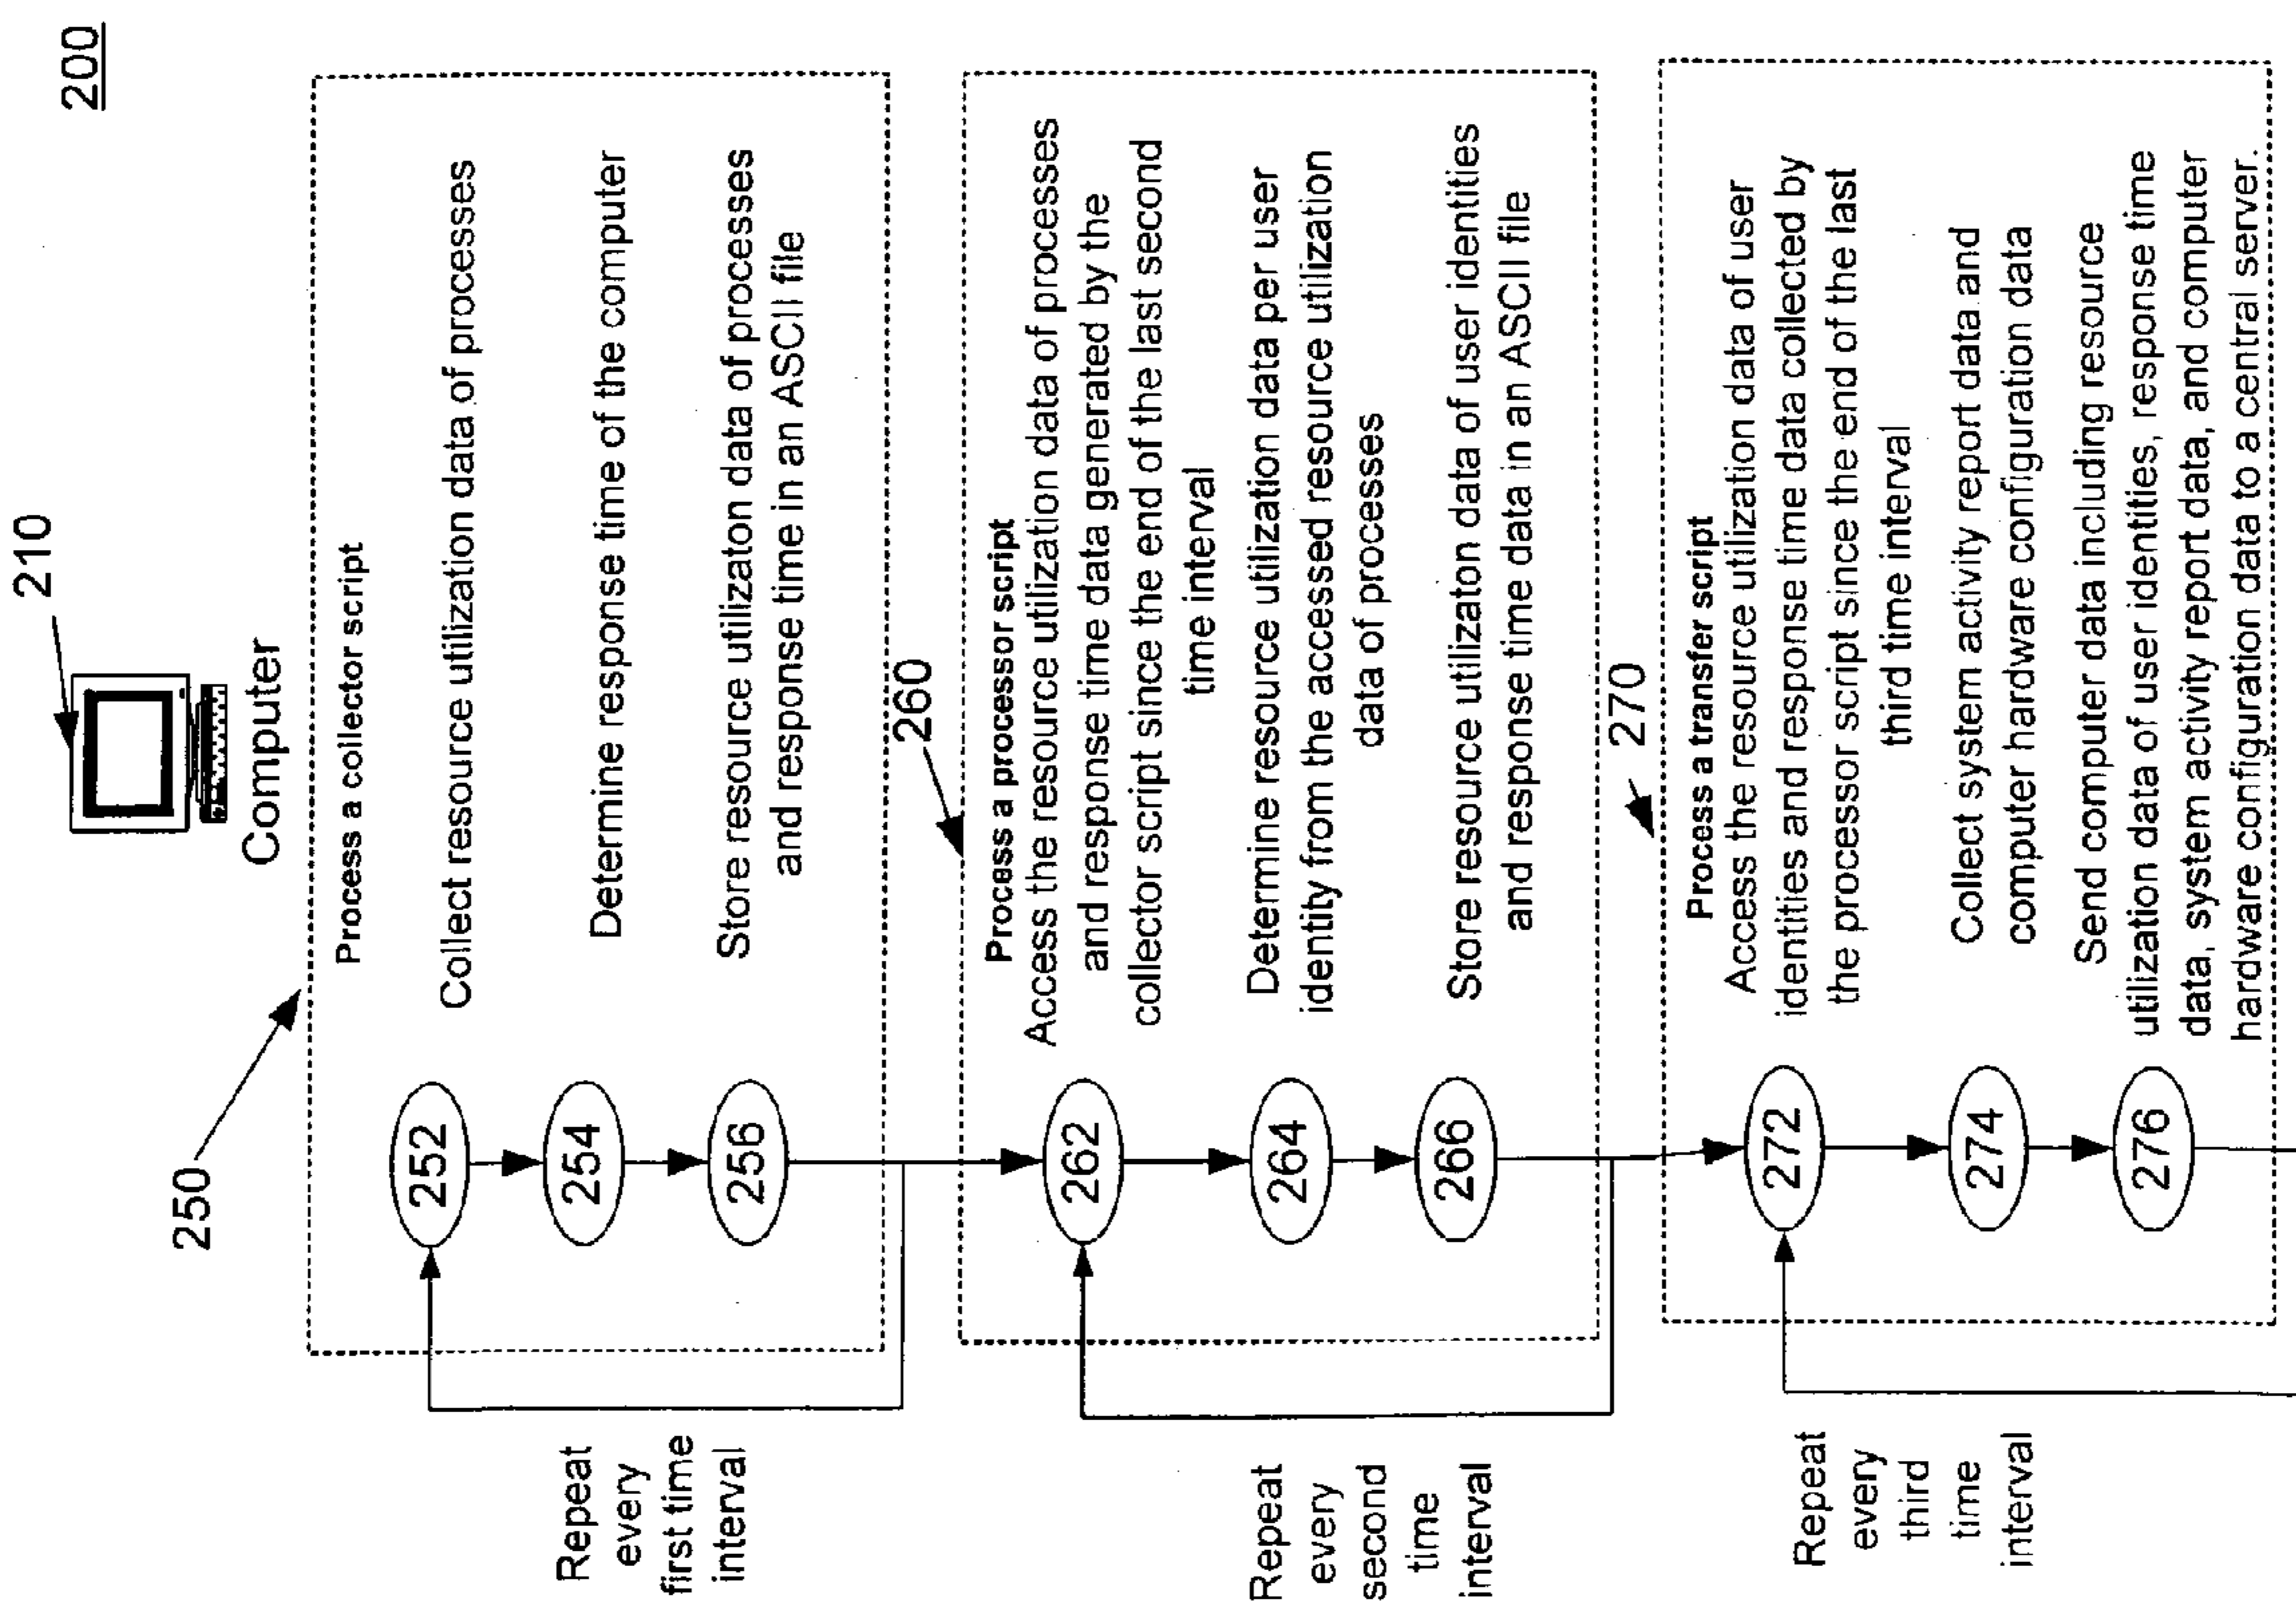 200
210
Computer
250
Process a collector script
252
Collect resource utilization data of processes
254
Determine response time of the computer
256
Store resource utilizaton data of processes
and response time in an ASCII file
Repeat
every
first time
interval
260
Process a processor script
262
Access the resource utilization data of processes
and response time data generated by the
collector script since the end of the last second
time interval
264
Determine resource utilization data per user
identity from the accessed resource utilization
data of processes
266
Store resource utilizaton data of user identities
and response time data in an ASCII file
Repeat
every
second
time
interval
270
Process a transfer script
272
Access the resource utilization data of user
identities and response time data collected by
the processor script since the end of the last
third time interval
274
Collect system activity report data and
computer hardware configuration data
276
Send computer data including resource
utilization data of user identities, response time
data, system activity report data, and computer
hardware configuration data to a central server.
Repeat
every
third
time
interval